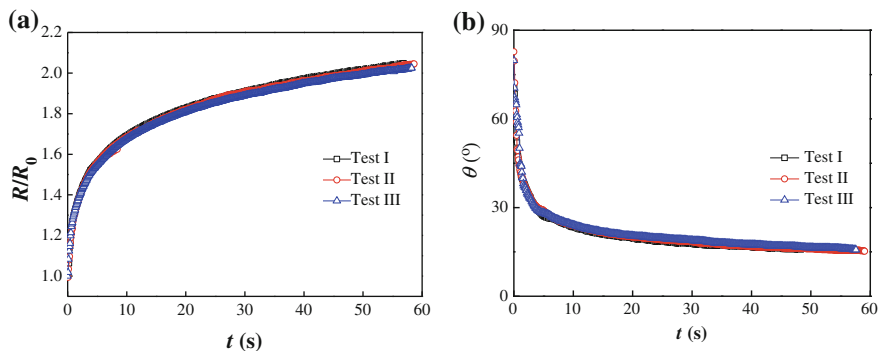 (a)
2.2
2.0
1.8
1.6
1.4
1.2
1.0
R/R₀
Test I
Test II
Test III
0 10 20 30 40 50 60
t (s)
(b)
90
60
30
0
θ (°)
Test I
Test II
Test III
0 10 20 30 40 50 60
t (s)